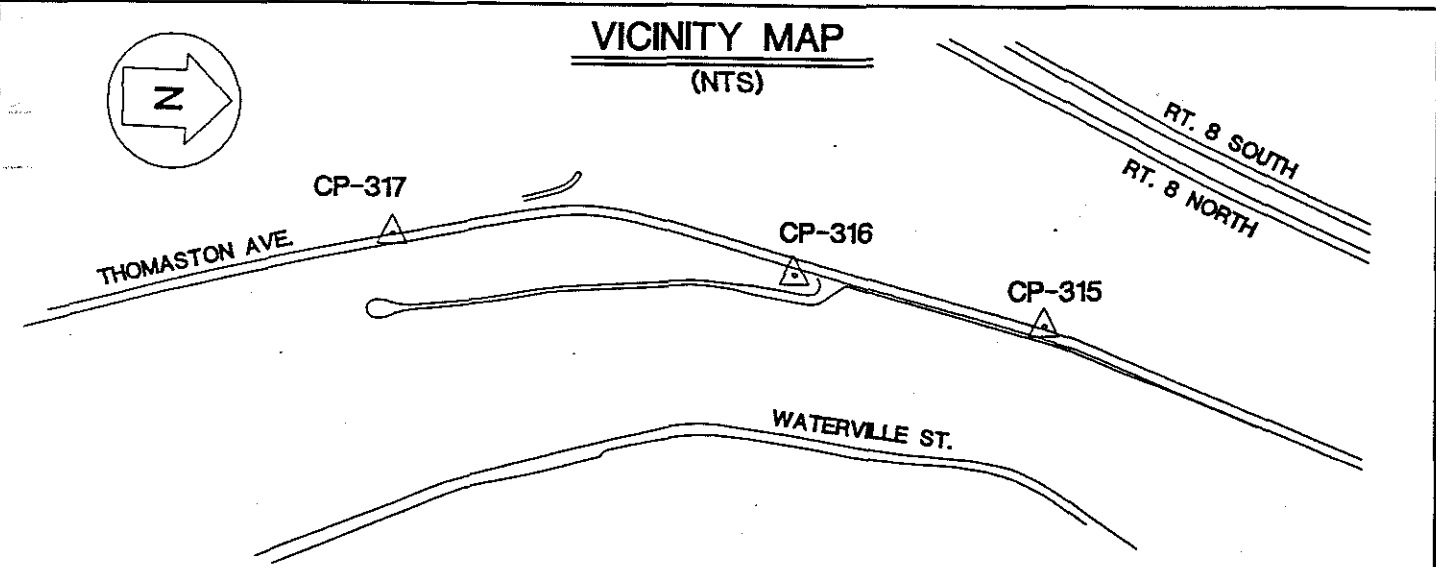 VICINITY MAP
(NTS)
N
RT. 8 SOUTH
RT. 8 NORTH
CP-317
CP-316
THOMASTON AVE.
CP-315
WATERVILLE ST.